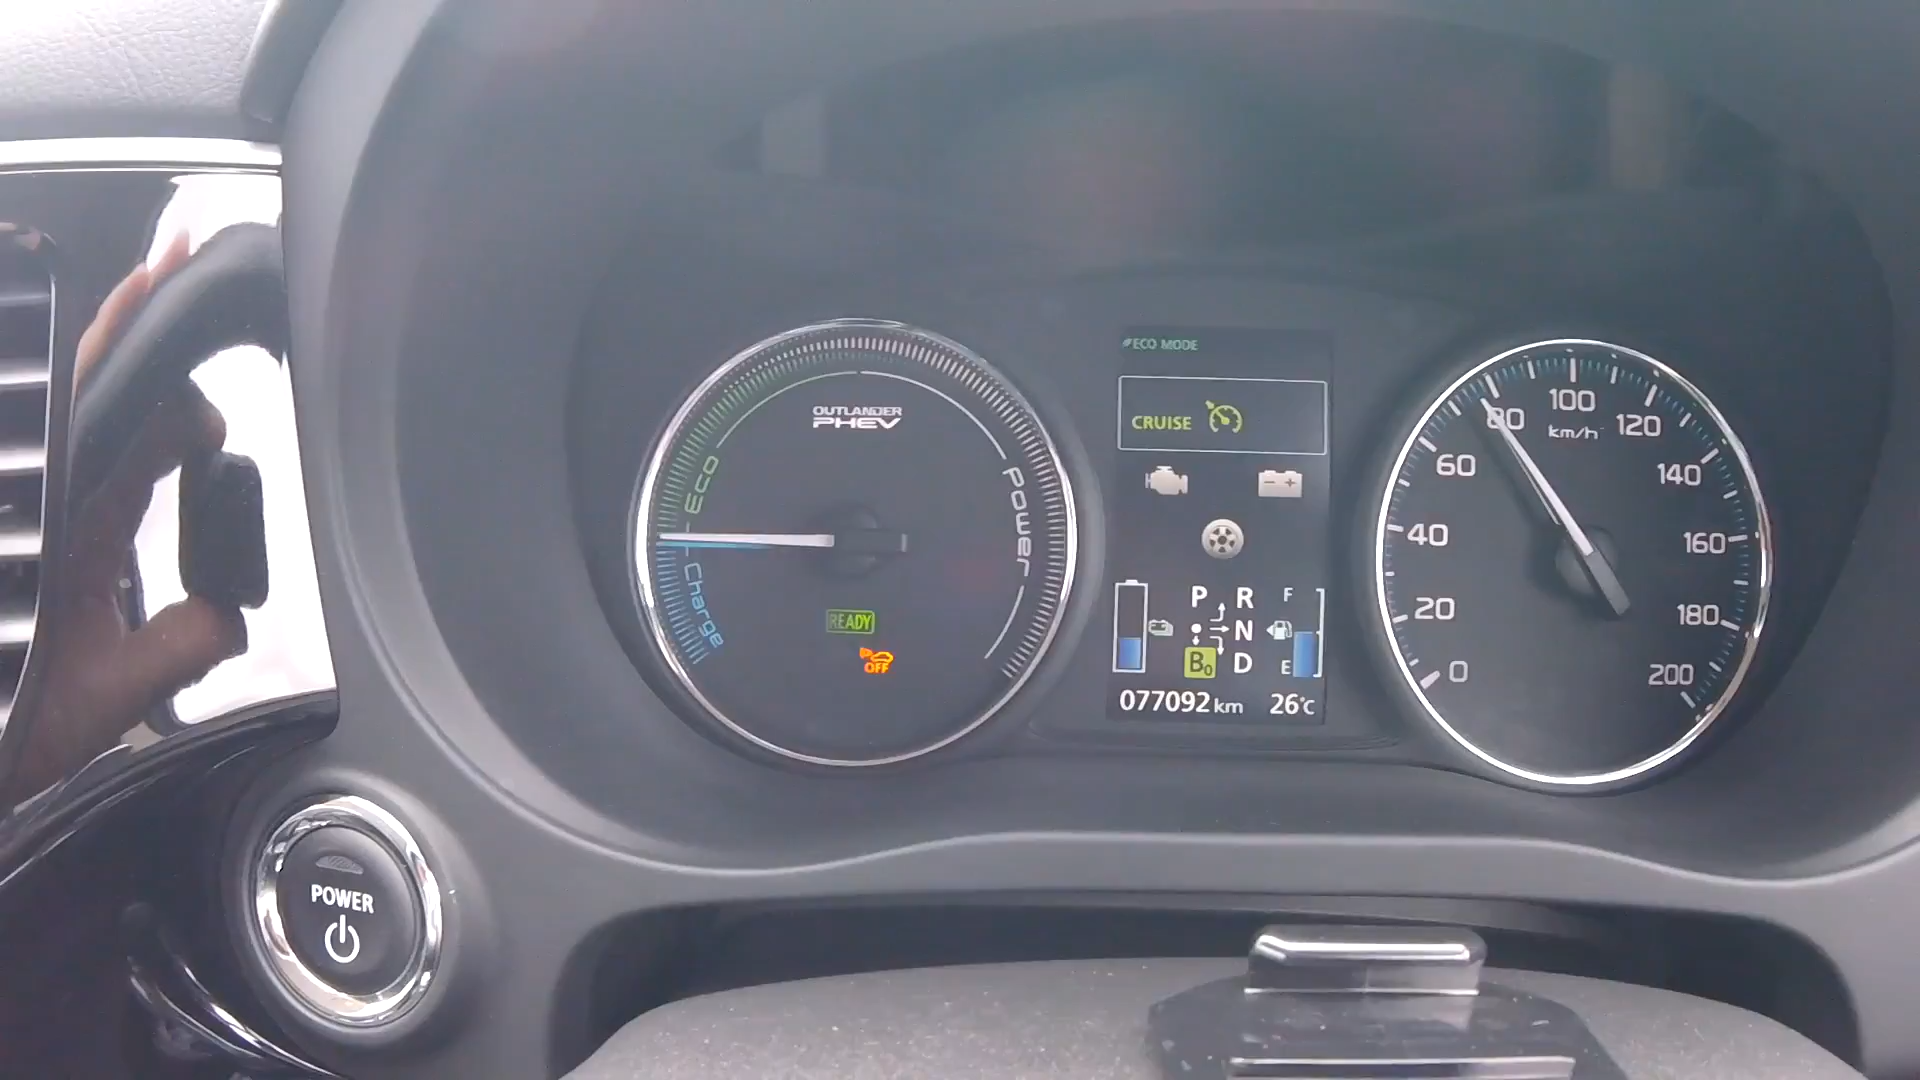 ECO MODE
CRUISE
OUTLANDER
PHEV
Eco
Charge
Power
READY
OFF
P R
N
B0 D
F
E
077092 km 26°C
0
20
40
60
80
100
120
140
160
180
200
km/h
POWER